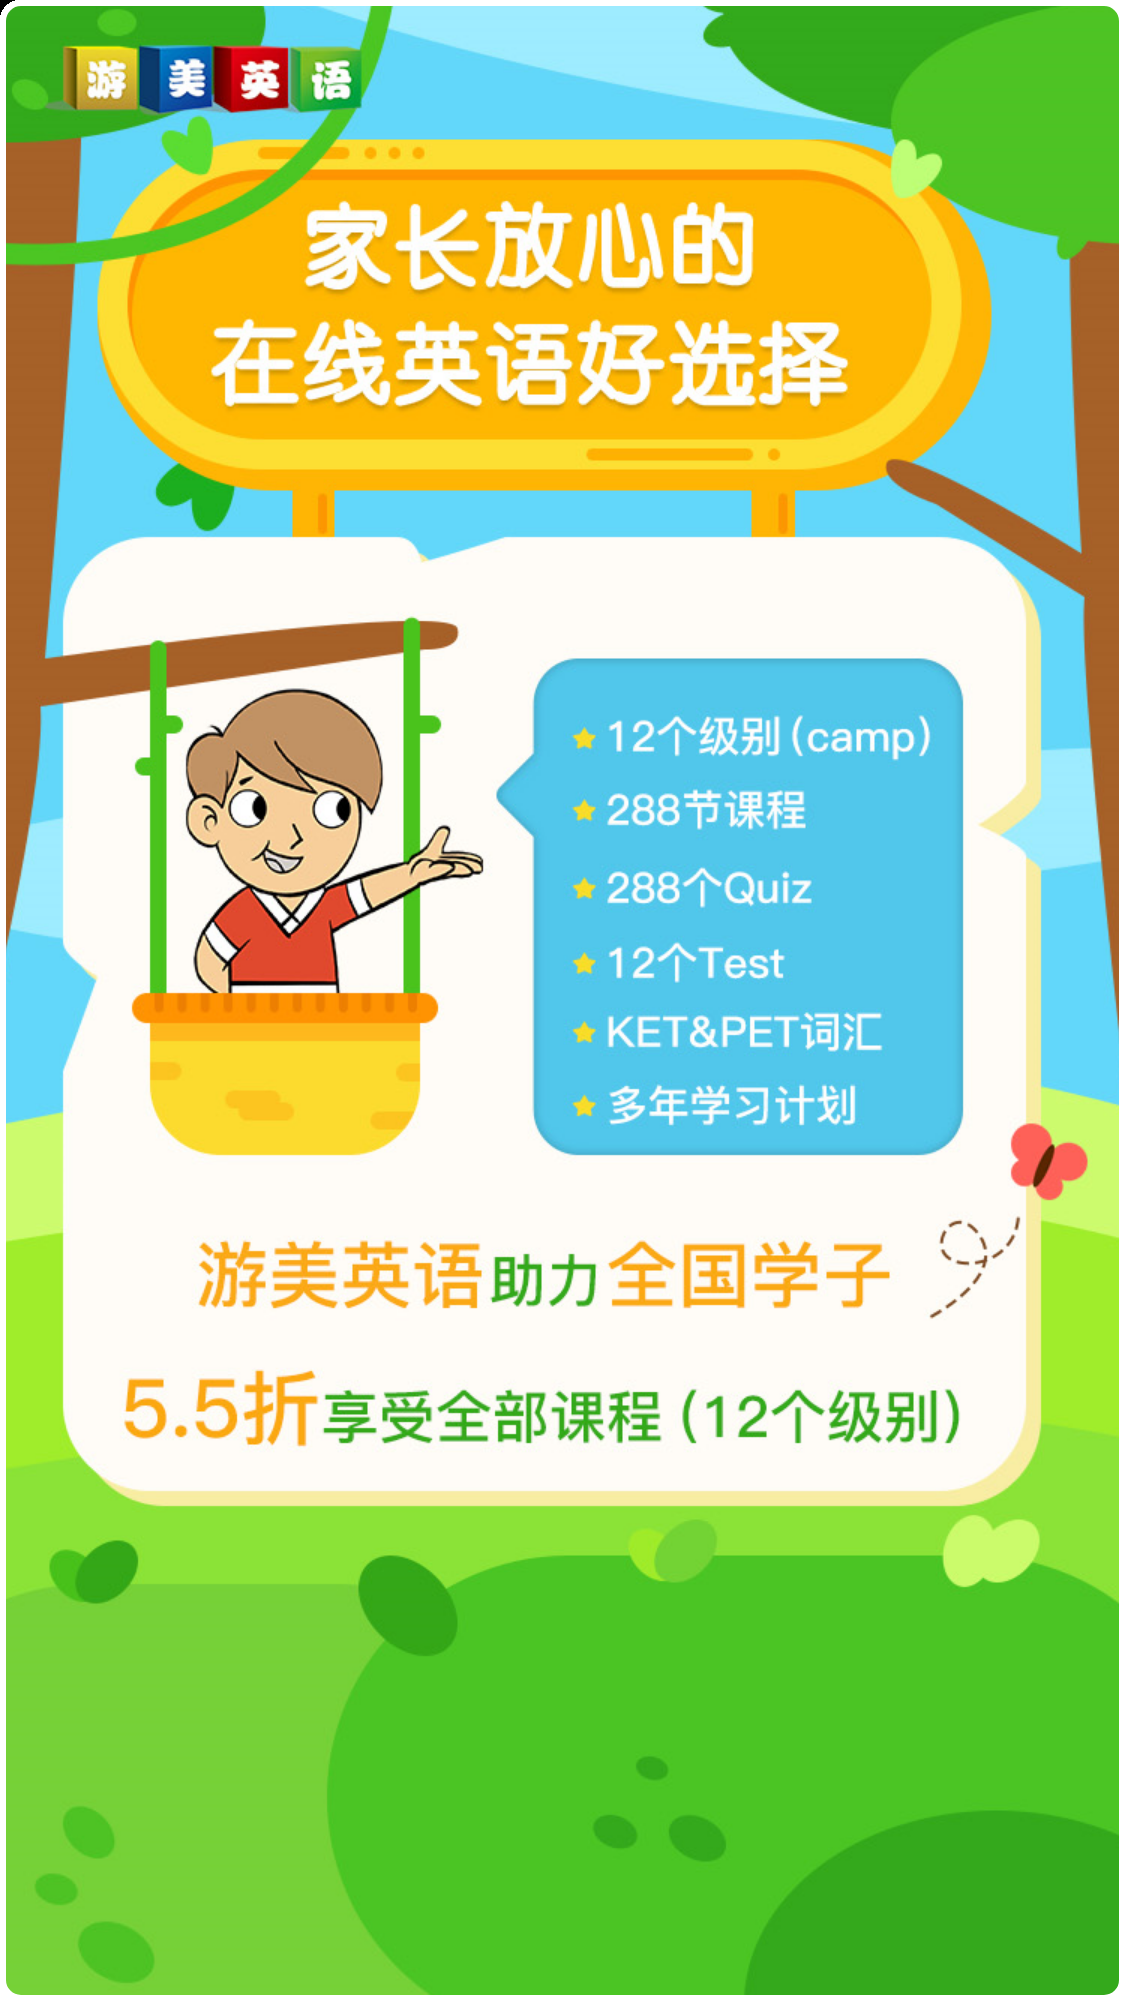 游美英语
家长放心的
在线英语好选择
12个级别(camp)
288节课程
288个Quiz
12个Test
KET&PET词汇
多年学习计划
游美英语助力全国学子
5.5折享受全部课程(12个级别)